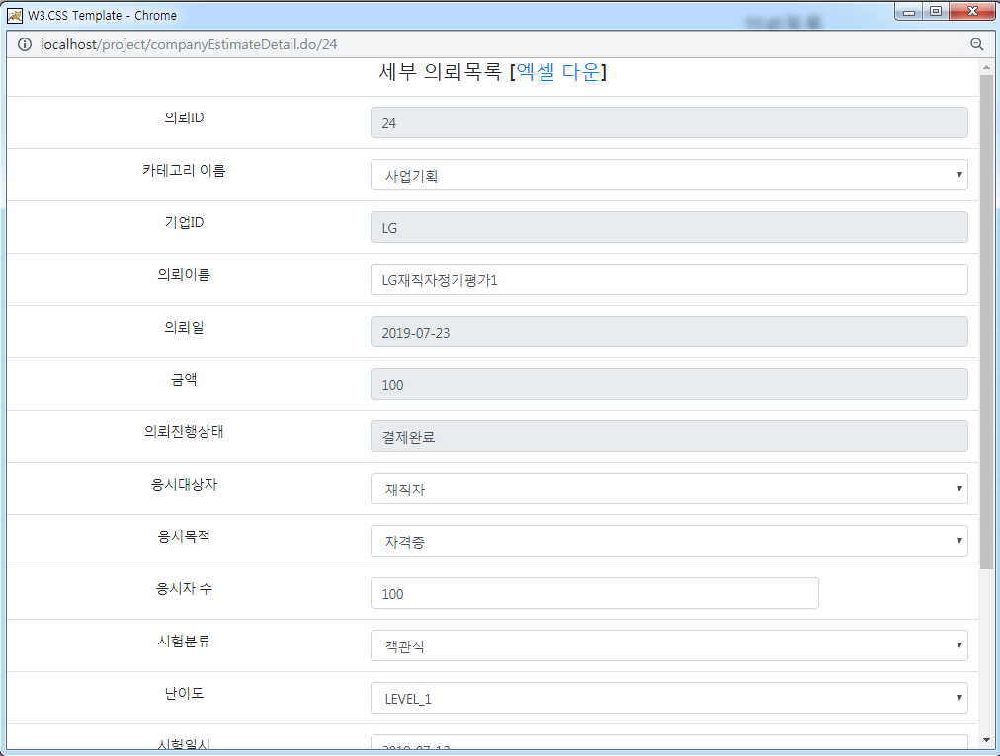 W3.CSS Template - Chrome
localhost/project/companyEstimateDetail.do/24
세부 의뢰목록 [엑셀 다운]
의뢰ID 24
카테고리 이름 사업기획
기업ID LG
의뢰이름 LG재직자정기평가1
의뢰일 2019-07-23
금액 100
의뢰진행상태 결제완료
응시대상자 재직자
응시목적 자격증
응시자 수 100
시험분류 객관식
난이도 LEVEL_1
시험일시